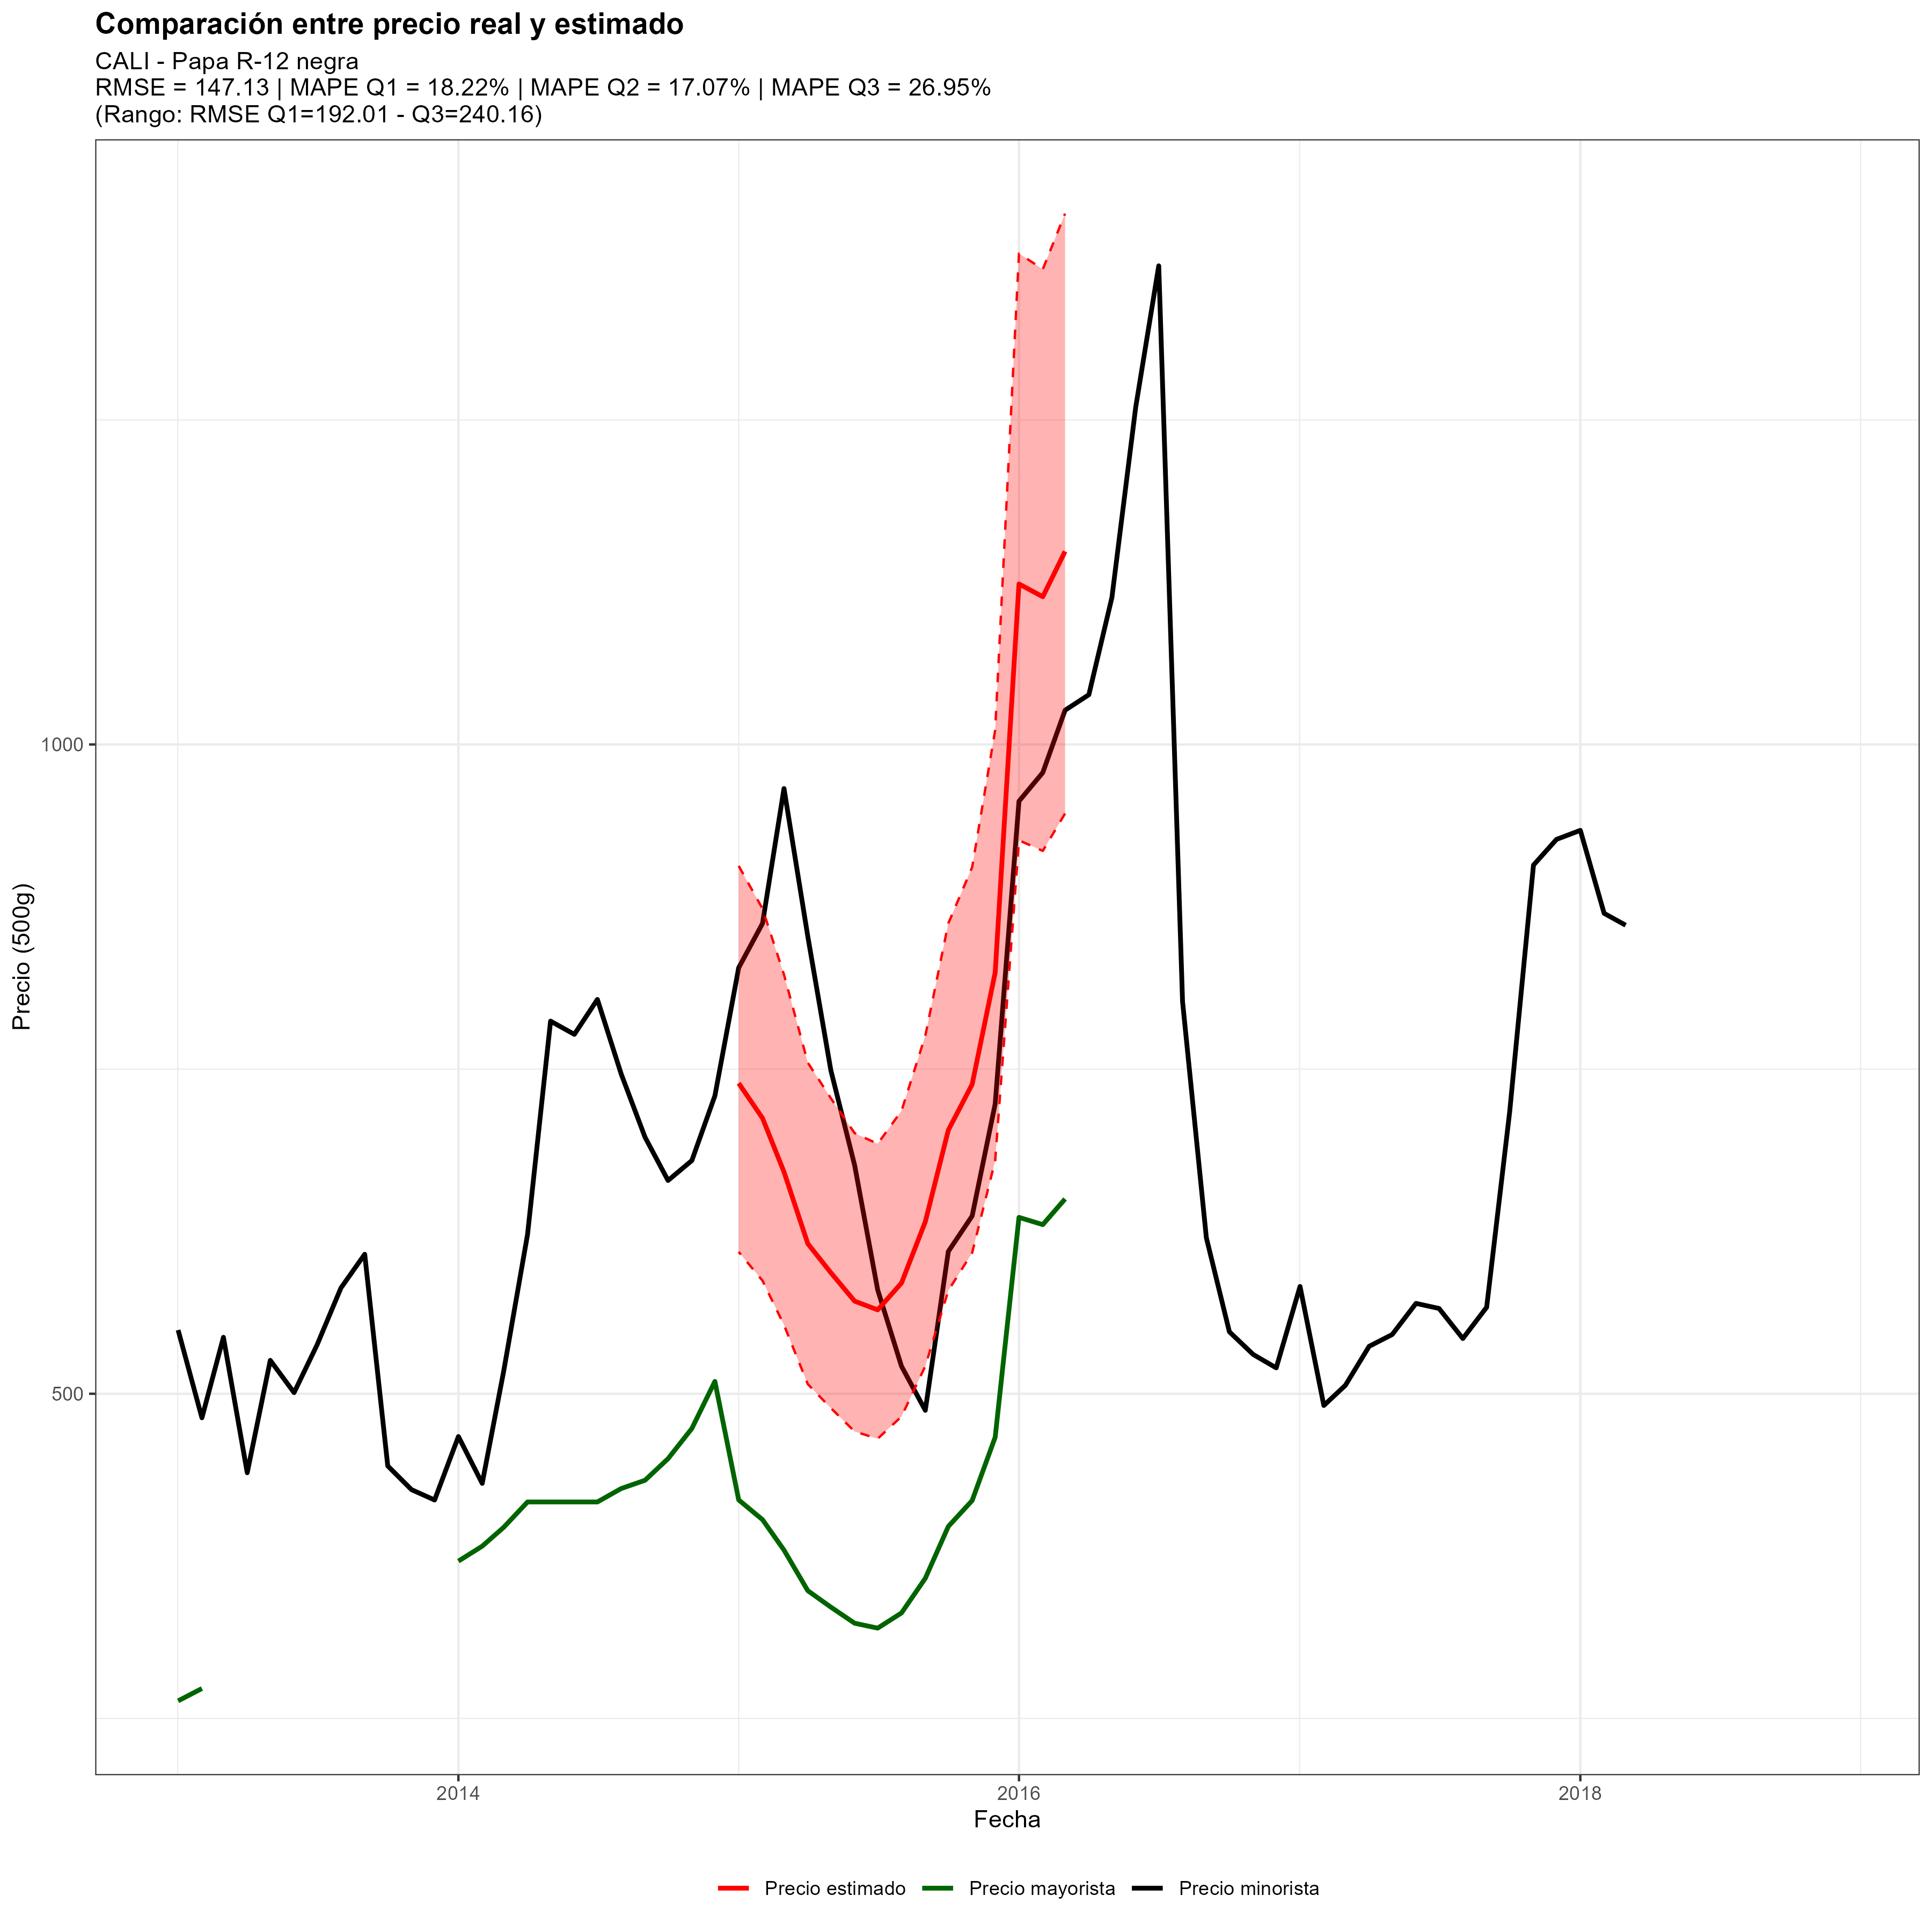 Comparación entre precio real y estimado
CALI - Papa R-12 negra
RMSE = 147.13 | MAPE Q1 = 18.22% | MAPE Q2 = 17.07% | MAPE Q3 = 26.95%
(Rango: RMSE Q1=192.01 - Q3=240.16)
Precio (500g)
1000
500
2014
2016
2018
Fecha
Precio estimado
Precio mayorista
Precio minorista